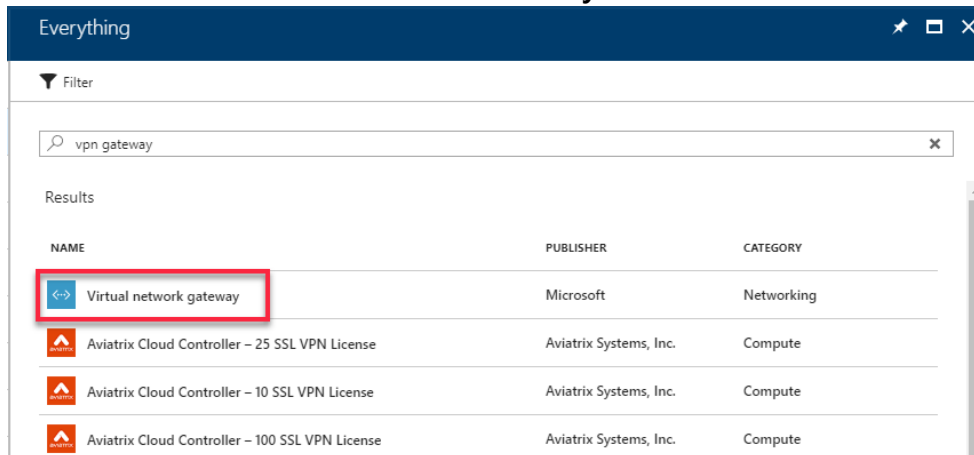 Everything
Filter
vpn gateway
Results
NAME PUBLISHER CATEGORY
Virtual network gateway Microsoft Networking
Aviatrix Cloud Controller – 25 SSL VPN License Aviatrix Systems, Inc. Compute
Aviatrix Cloud Controller – 10 SSL VPN License Aviatrix Systems, Inc. Compute
Aviatrix Cloud Controller – 100 SSL VPN License Aviatrix Systems, Inc. Compute